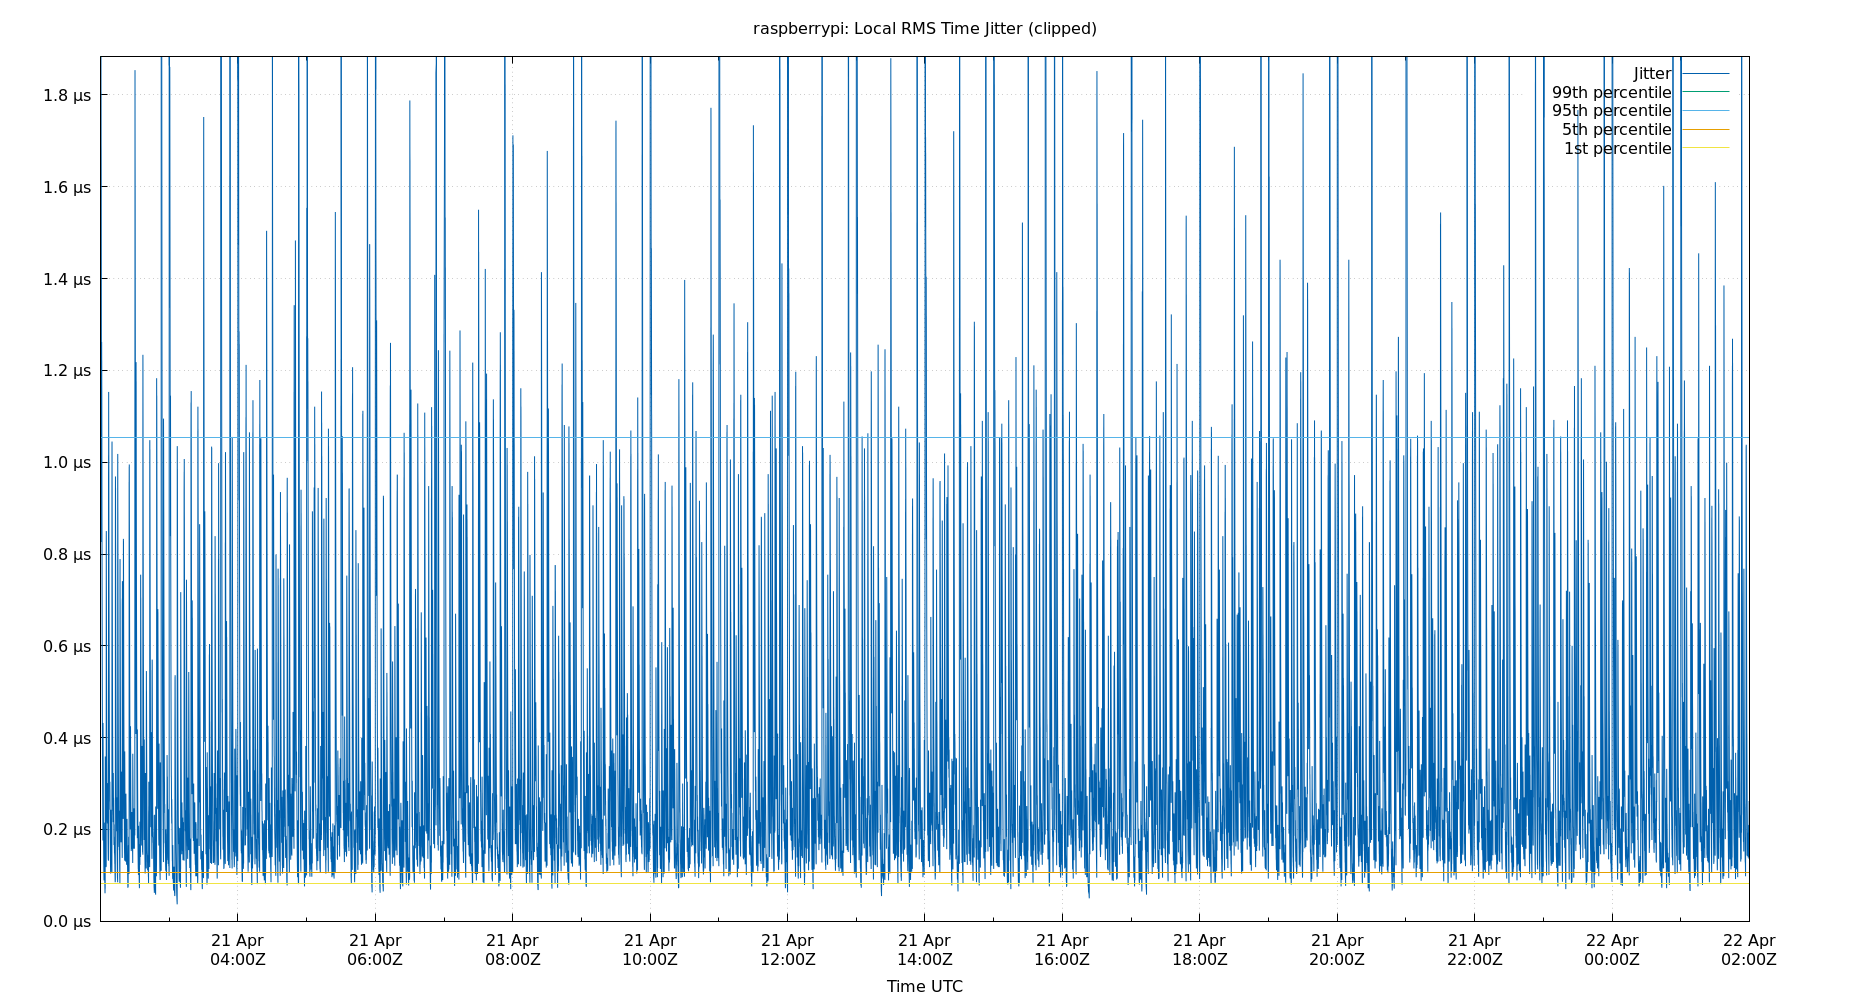 raspberrypi: Local RMS Time Jitter (clipped)
Jitter
99th percentile
95th percentile
5th percentile
1st percentile
1.8 µs
1.6 µs
1.4 µs
1.2 µs
1.0 µs
0.8 µs
0.6 µs
0.4 µs
0.2 µs
0.0 µs
21 Apr 21 Apr 21 Apr 21 Apr 21 Apr 21 Apr 21 Apr 21 Apr 21 Apr 21 Apr 22 Apr 22 Apr
04:00Z 06:00Z 08:00Z 10:00Z 12:00Z 14:00Z 16:00Z 18:00Z 20:00Z 22:00Z 00:00Z 02:00Z
Time UTC